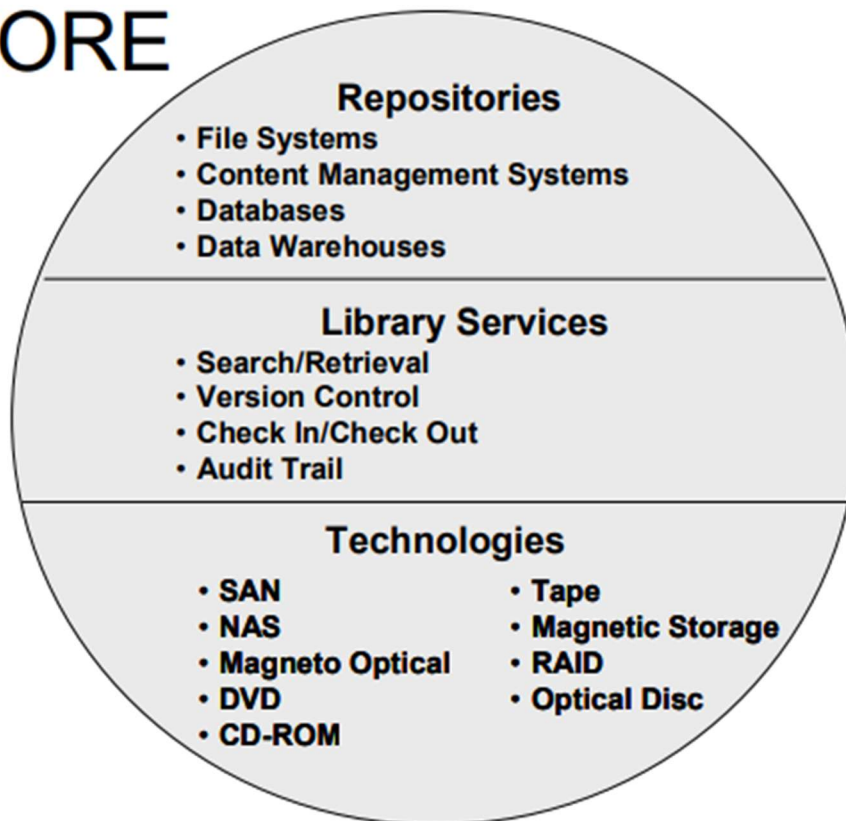 ORE
Repositories
• File Systems
• Content Management Systems
• Databases
• Data Warehouses
Library Services
• Search/Retrieval
• Version Control
• Check In/Check Out
• Audit Trail
Technologies
• SAN
• NAS
• Magneto Optical
• DVD
• CD-ROM
• Tape
• Magnetic Storage
• RAID
• Optical Disc